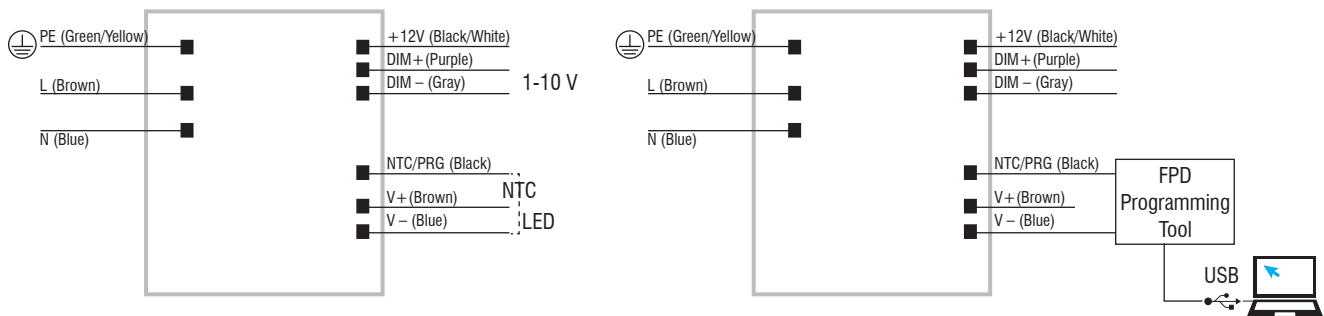 PE (Green/Yellow)
L (Brown)
N (Blue)
+12V (Black/White)
DIM+(Purple)
DIM – (Gray)
1-10 V
NTC/PRG (Black)
NTC
V+(Brown)
V – (Blue)
LED
PE (Green/Yellow)
L (Brown)
N (Blue)
+12V (Black/White)
DIM+(Purple)
DIM – (Gray)
NTC/PRG (Black)
V+(Brown)
V – (Blue)
FPD
Programming
Tool
USB